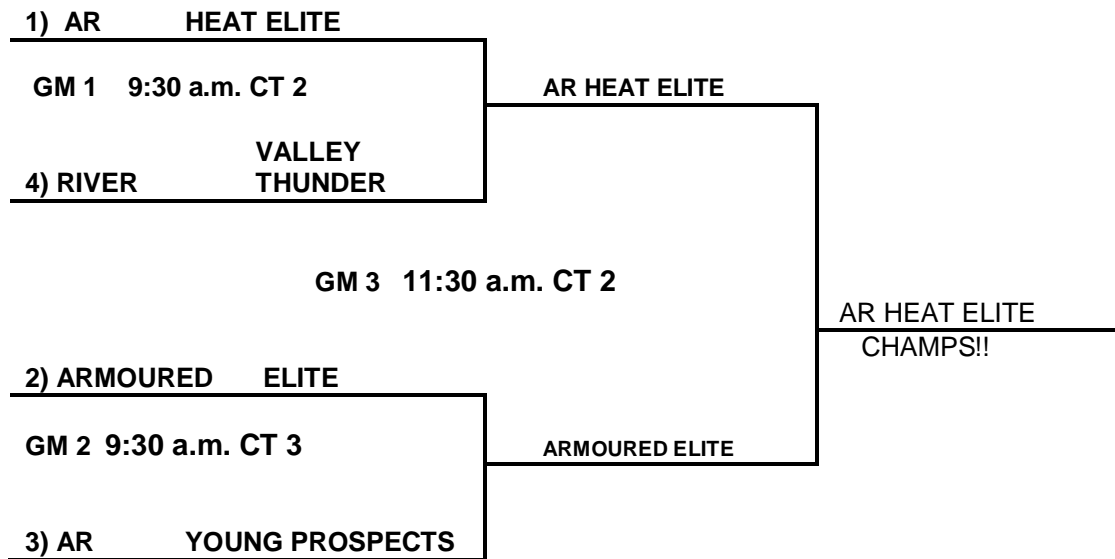 1) AR HEAT ELITE
GM 1 9:30 a.m. CT 2
AR HEAT ELITE
VALLEY
4) RIVER THUNDER
GM 3 11:30 a.m. CT 2
AR HEAT ELITE
CHAMPS!!
2) ARMOURED ELITE
GM 2 9:30 a.m. CT 3
ARMOURED ELITE
3) AR YOUNG PROSPECTS